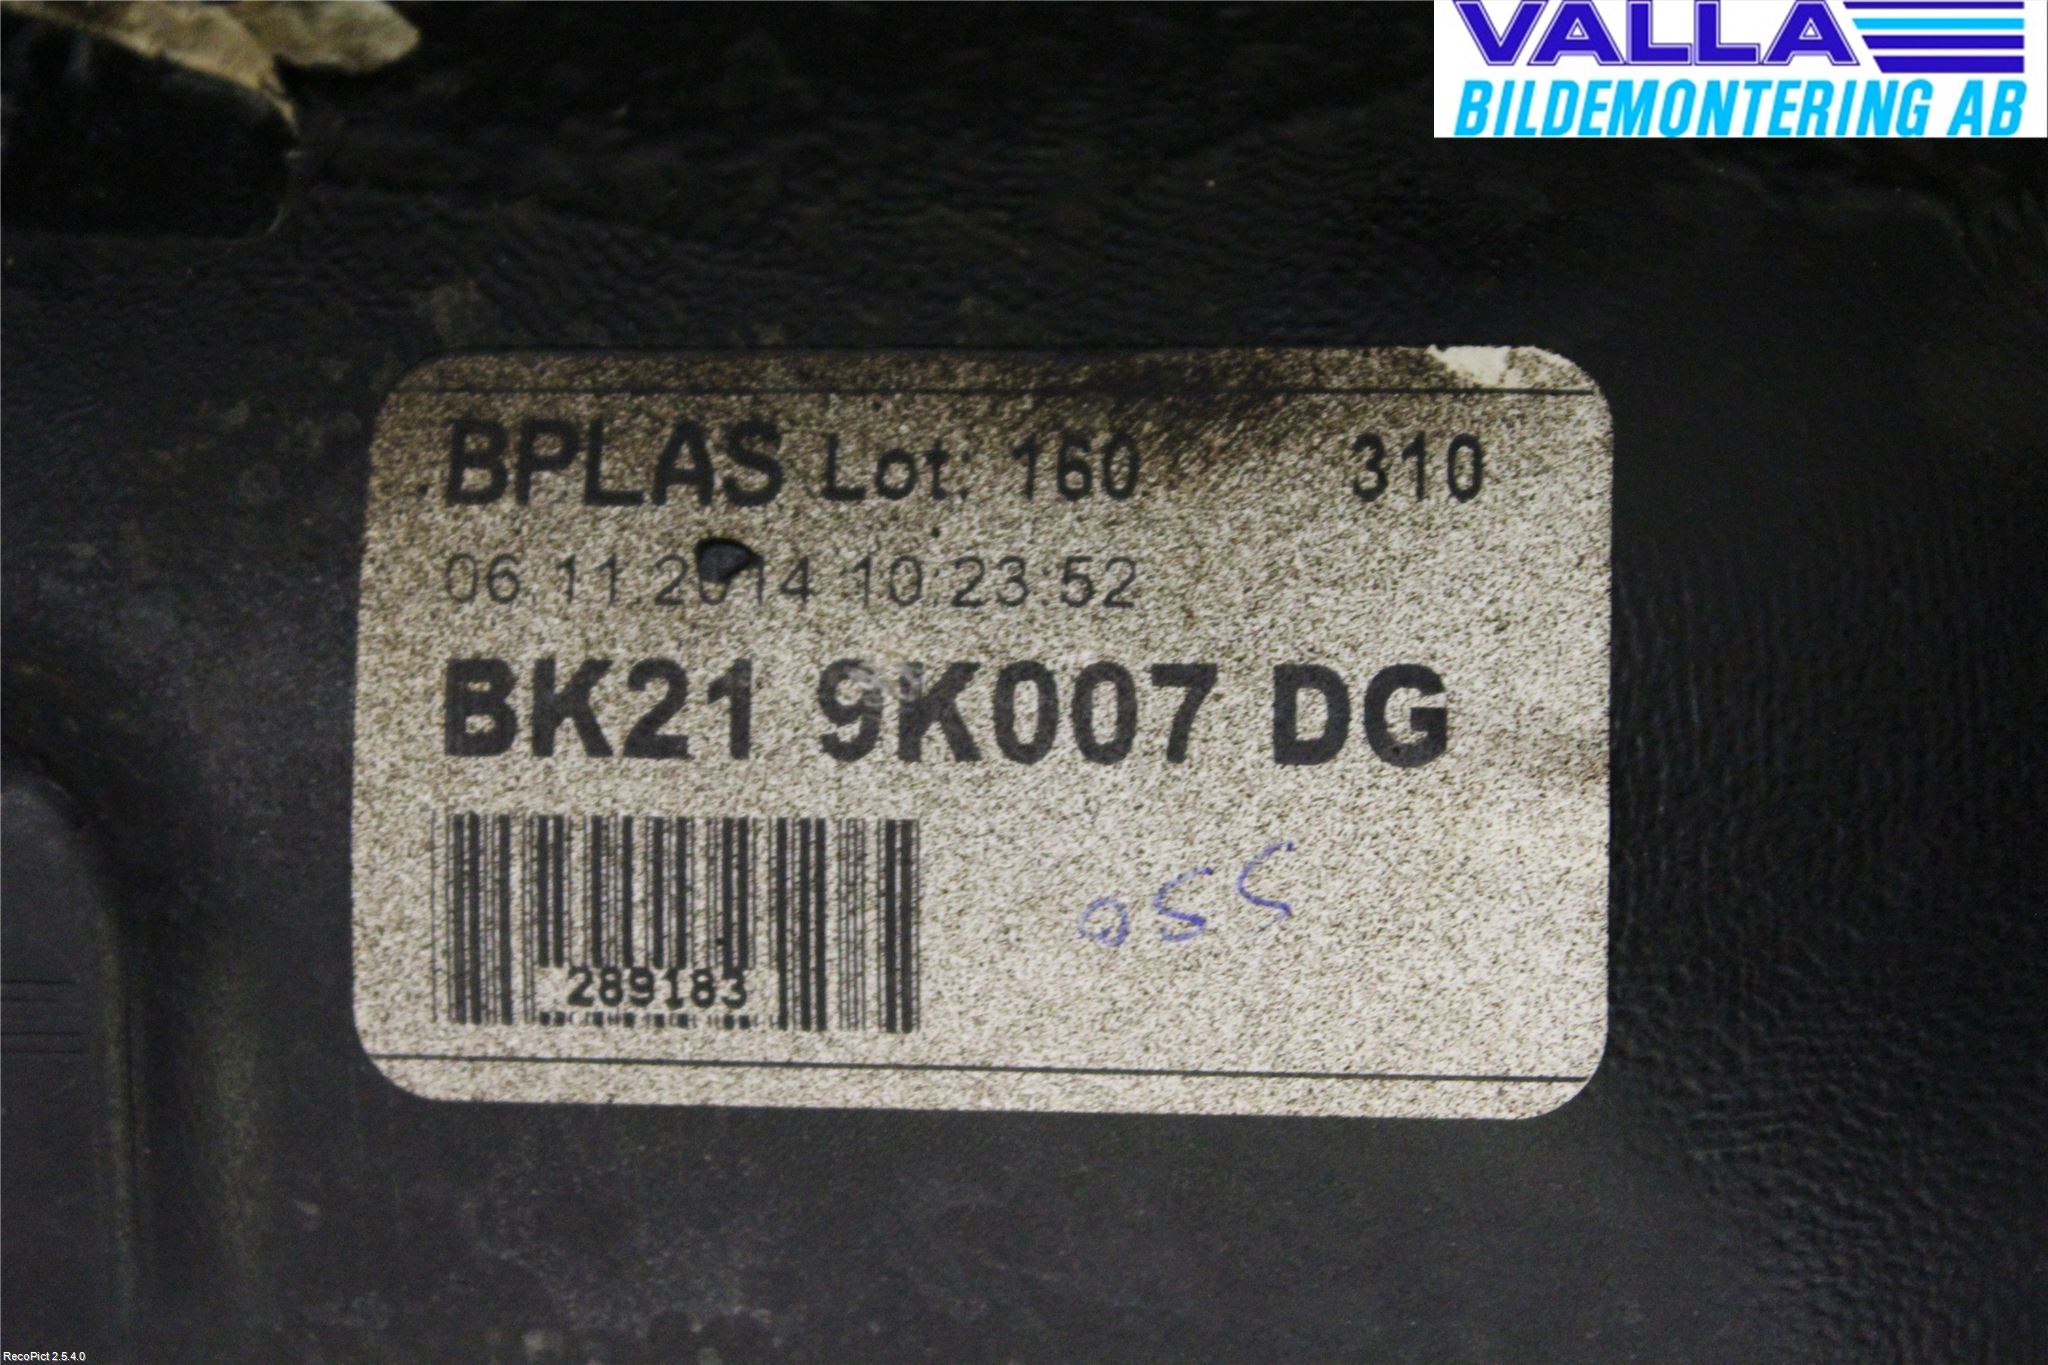 VALLA
BILDEMONTERING AB
BPLAS Lot: 160 310
06.11.2014 10:23:52
BK21 9K007 DG
289183
055
RecoPict 2.5.4.0